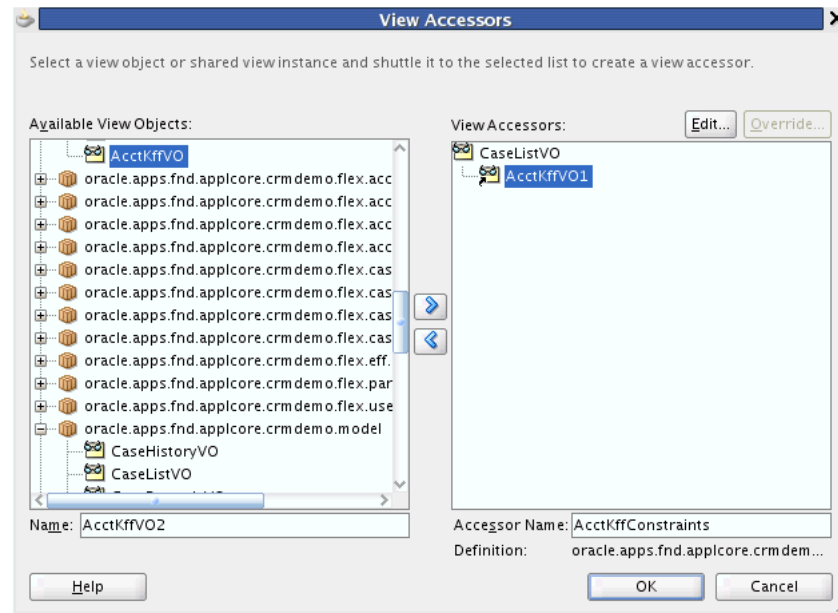 View Accessors
Select a view object or shared view instance and shuttle it to the selected list to create a view accessor.
Available View Objects:
AcctKffVO
oracle.apps.fnd.applcore.crmdemo.flex.acc
oracle.apps.fnd.applcore.crmdemo.flex.acc
oracle.apps.fnd.applcore.crmdemo.flex.acc
oracle.apps.fnd.applcore.crmdemo.flex.acc
oracle.apps.fnd.applcore.crmdemo.flex.cas
oracle.apps.fnd.applcore.crmdemo.flex.cas
oracle.apps.fnd.applcore.crmdemo.flex.cas
oracle.apps.fnd.applcore.crmdemo.flex.cas
oracle.apps.fnd.applcore.crmdemo.flex.eff.
oracle.apps.fnd.applcore.crmdemo.flex.par
oracle.apps.fnd.applcore.crmdemo.flex.use
oracle.apps.fnd.applcore.crmdemo.model
CaseHistoryVO
CaseListVO
Name: AcctKffVO2
View Accessors:
Edit...
Override...
CaseListVO
AcctKffVO1
Accessor Name: AcctKffConstraints
Definition: oracle.apps.fnd.applcore.crmdem...
Help
OK
Cancel